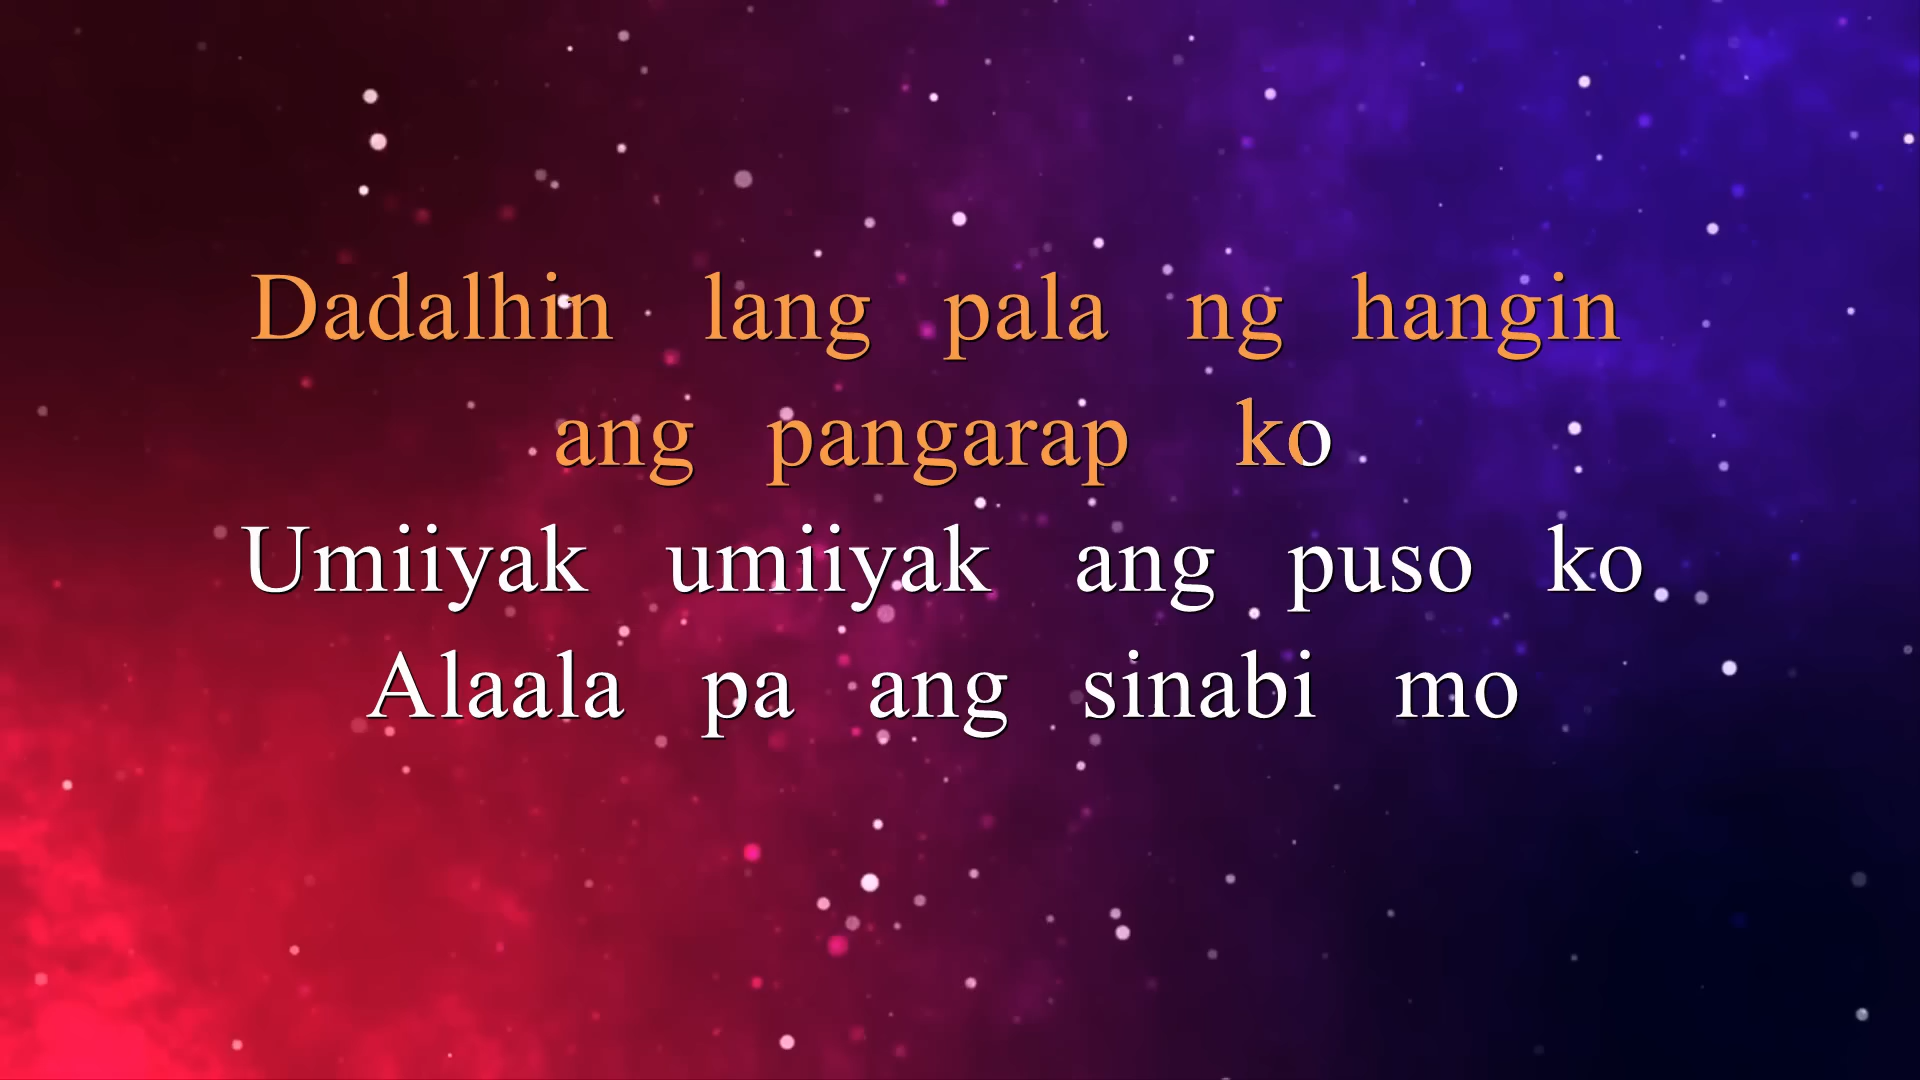 Dadalhin lang pala ng hangin
ang pangarap ko
Umiiyak umiiyak ang puso ko
Alaala pa ang sinabi mo